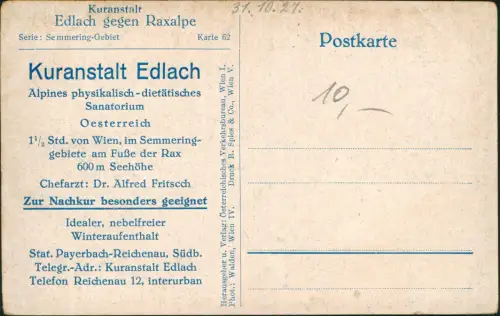 Kuranstalt
Edlach gegen Raxalpe
Serie: Semmering-Gebiet Karte 62
Kuranstalt Edlach
Alpines physikalisch-dietätisches
Sanatorium
Oesterreich
1½ Std. von Wien, im Semmering-
gebiete am Fuße der Rax
600 m Seehöhe
Chefarzt: Dr. Alfred Fritsch
Zur Nachkur besonders geeignet
Idealer, nebelfreier
Winteraufenthalt
Stat. Payerbach-Reichenau, Südb.
Telegr.-Adr.: Kuranstalt Edlach
Telefon Reichenau 12, interurban
Herausgeber u. Verlag: Österreichisches Verkehrsbureau, Wien I.
Phot.: Walden, Wien IV. Druck R. Spies & Co., Wien V.
31.10.27.
Postkarte
10,-